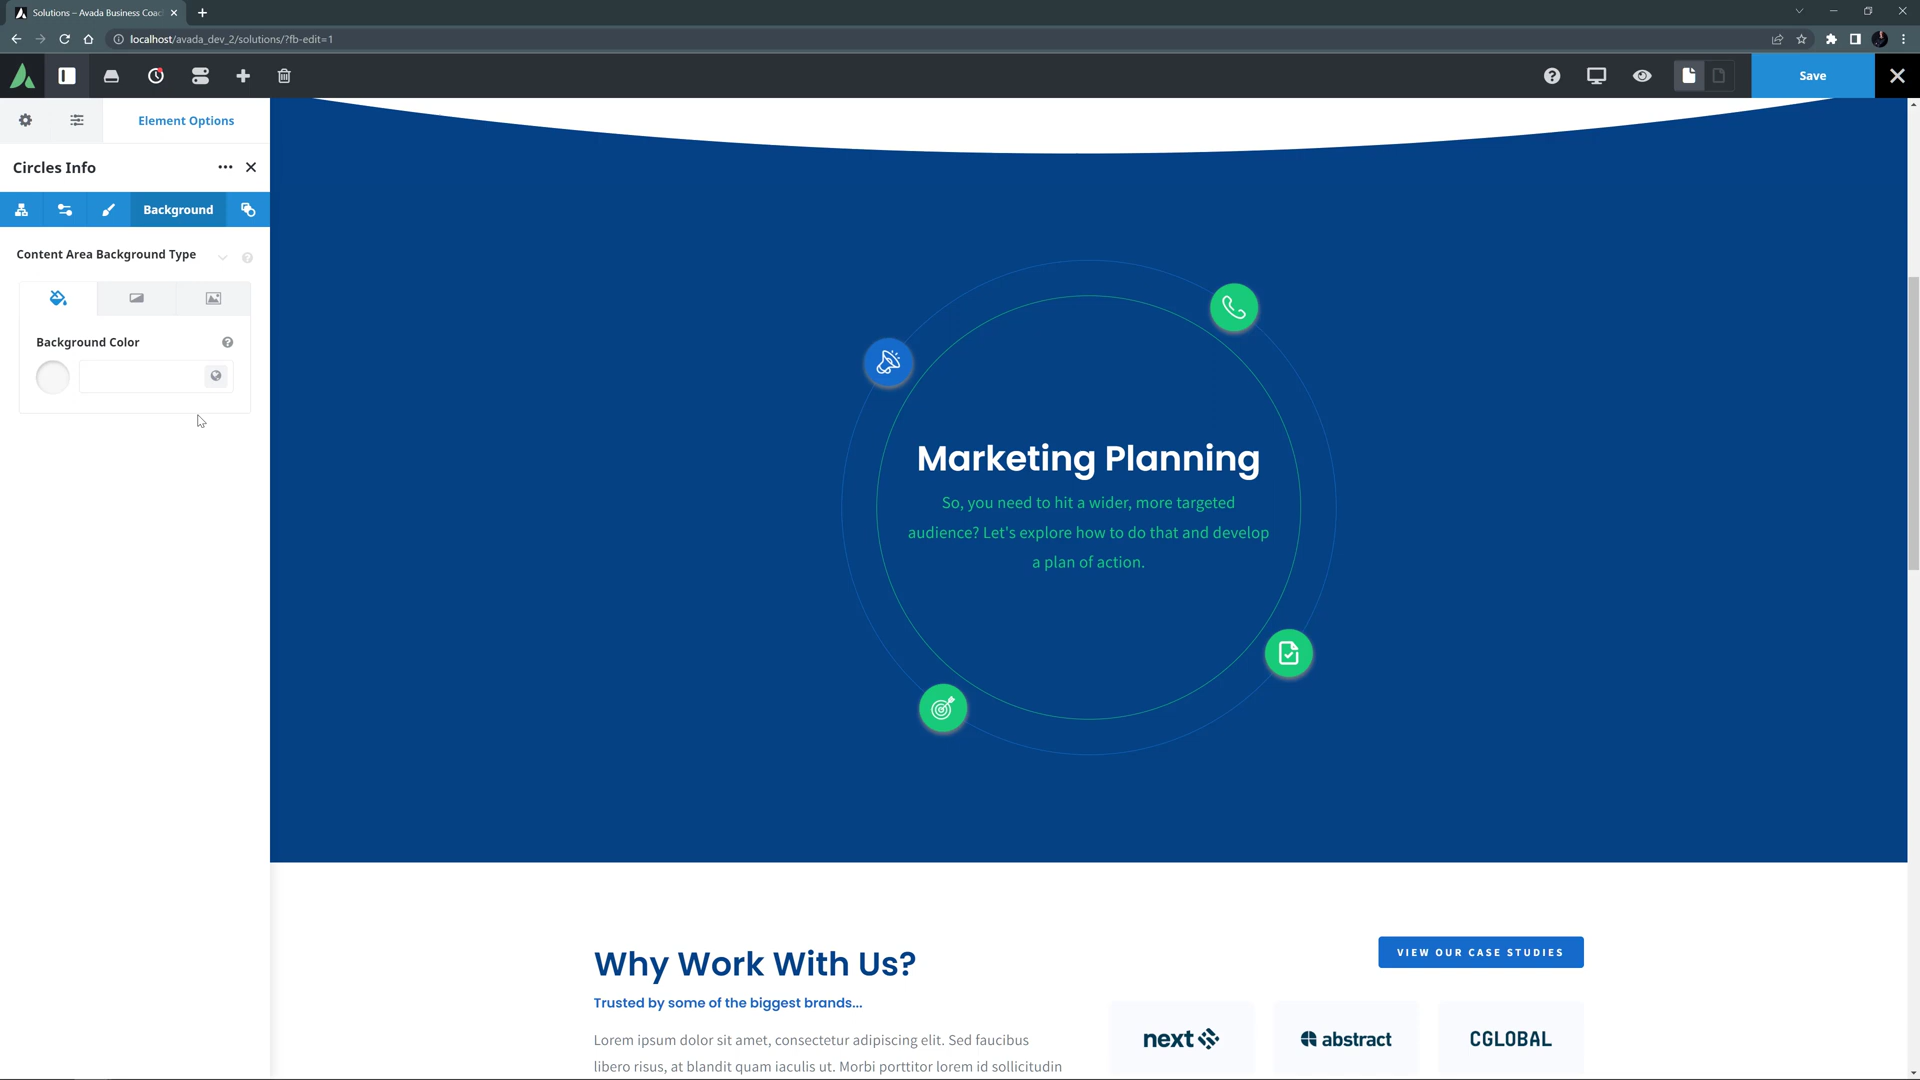 Solutions – Avada Business Coac
localhost/avada_dev_2/solutions/?fb-edit=1
Save
Element Options
Circles Info
Background
Content Area Background Type
Background Color
Marketing Planning
So, you need to hit a wider, more targeted
audience? Let's explore how to do that and develop
a plan of action.
Why Work With Us?
Trusted by some of the biggest brands...
Lorem ipsum dolor sit amet, consectetur adipiscing elit. Sed faucibus
libero risus, at blandit quam iaculis ut. Morbi porttitor lorem id sollicitudin
VIEW OUR CASE STUDIES
next
abstract
CGLOBAL